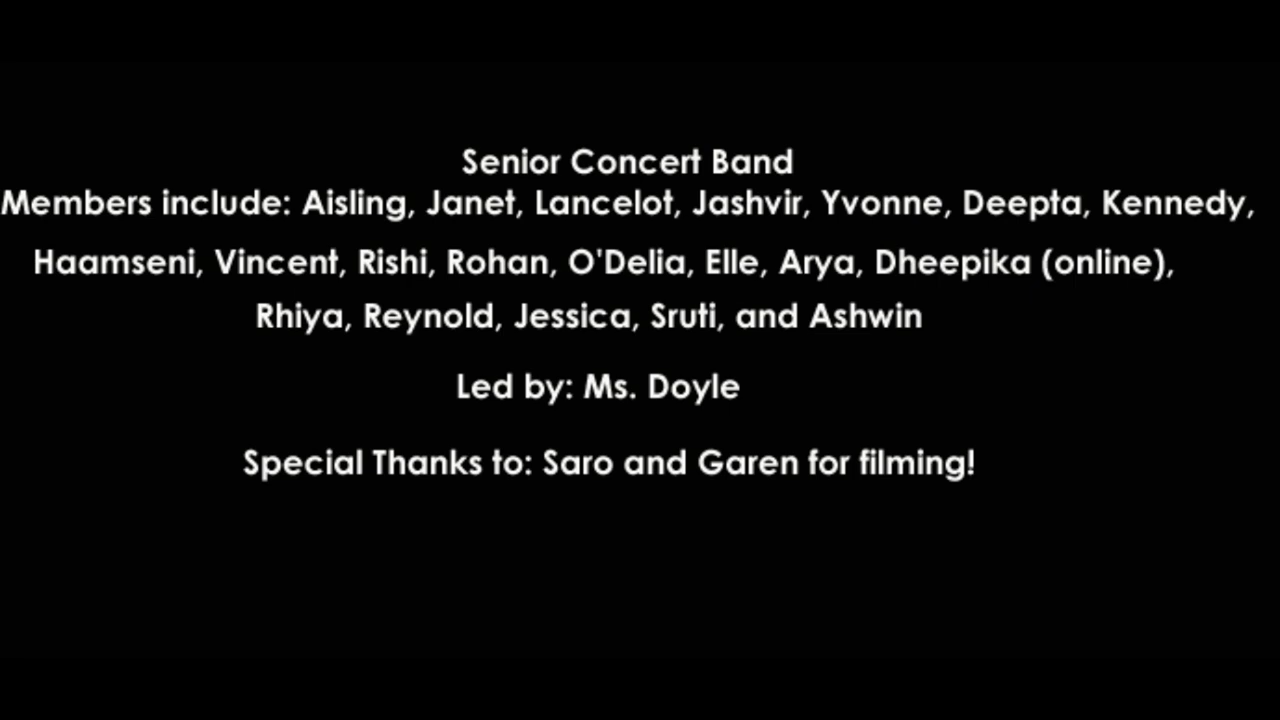 Senior Concert Band
Members include: Aisling, Janet, Lancelot, Jashvir, Yvonne, Deepta, Kennedy,
Haamseni, Vincent, Rishi, Rohan, O'Delia, Elle, Arya, Dheepika (online),
Rhiya, Reynold, Jessica, Sruti, and Ashwin
Led by: Ms. Doyle
Special Thanks to: Saro and Garen for filming!